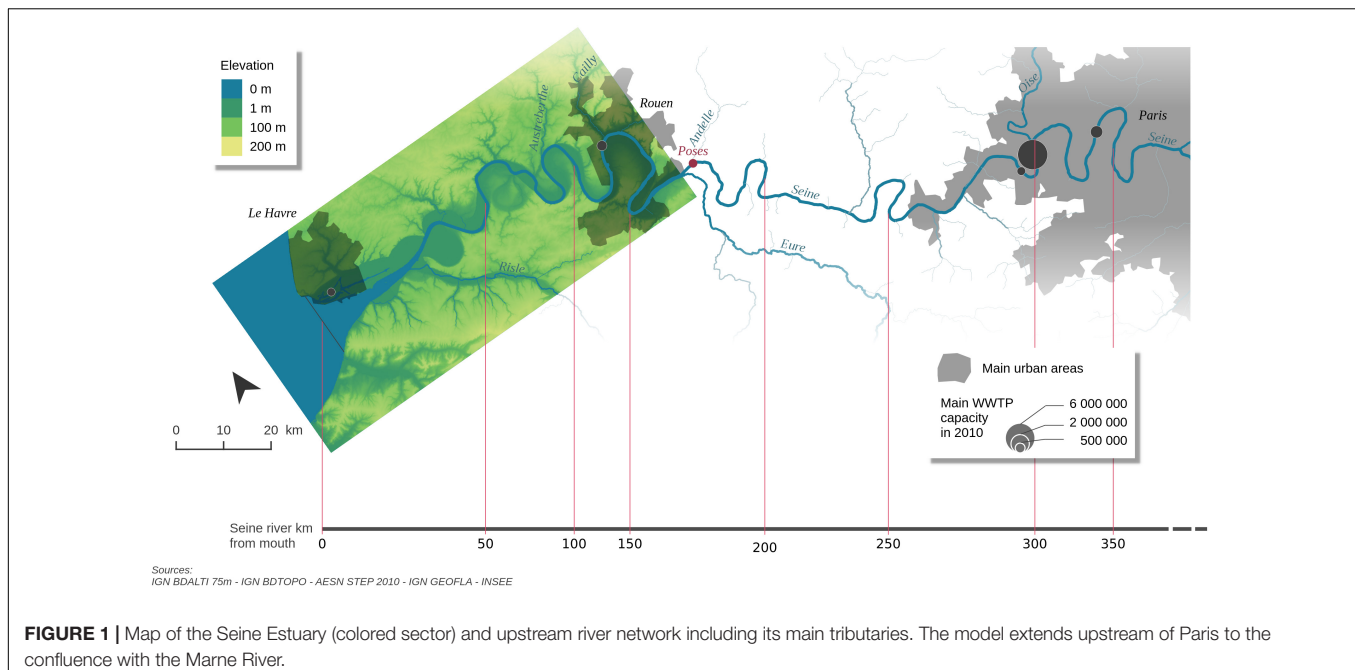 Elevation
0 m
1 m
100 m
200 m
Le Havre
Austreberthe
Cailly
Rouen
Andelle
Poses
Risle
Seine
Eure
Oise
Paris
Seine
Main urban areas
Main WWTP
capacity
in 2010
6 000 000
2 000 000
500 000
0 10 20 km
Seine river km
from mouth
0 50 100 150 200 250 300 350
Sources:
IGN BDALTI 75m - IGN BDTOPO - AESN STEP 2010 - IGN GEOFLA - INSEE
FIGURE 1 | Map of the Seine Estuary (colored sector) and upstream river network including its main tributaries. The model extends upstream of Paris to the
confluence with the Marne River.